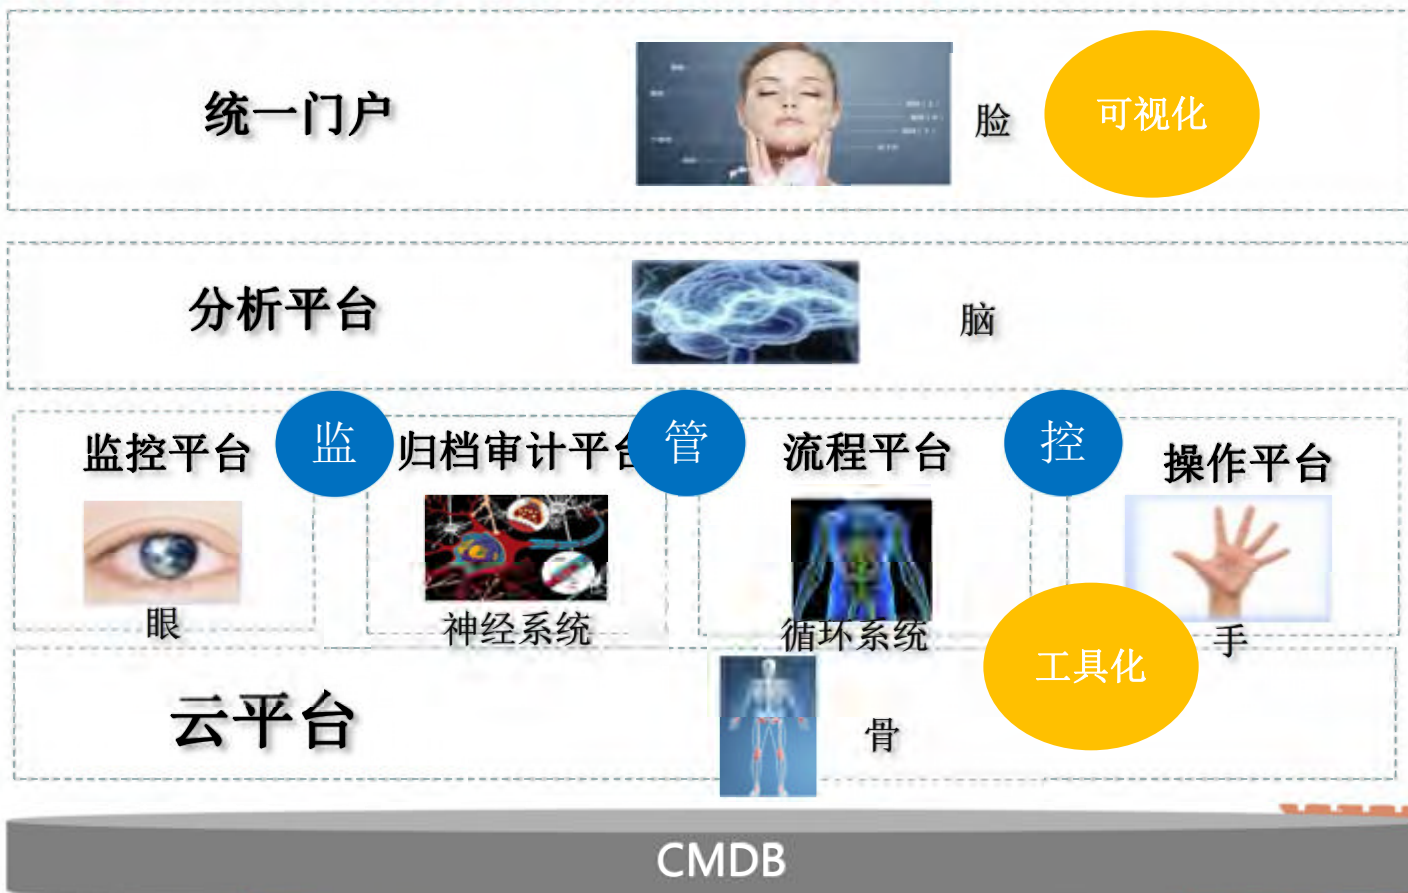 统一门户
脸
可视化
分析平台
脑
监控平台
监
归档审计平台
管
流程平台
控
操作平台
眼
神经系统
循环系统
手
工具化
云平台
骨
CMDB